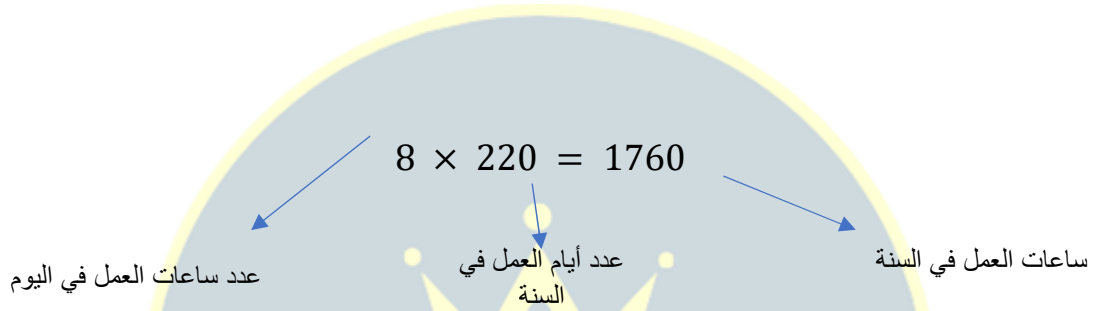 8 × 220 = 1760
ساعات العمل في السنة
عدد أيام العمل في
السنة
عدد ساعات العمل في اليوم